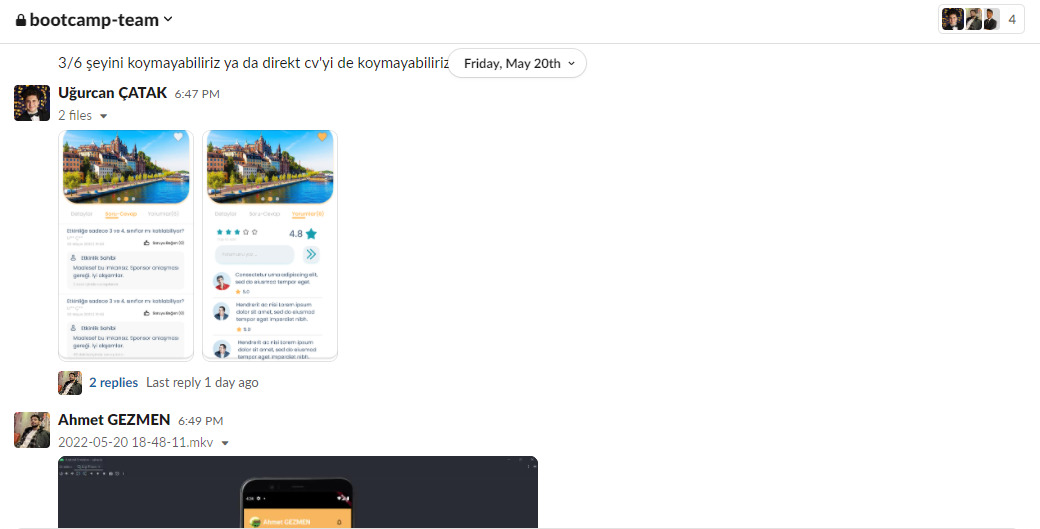 bootcamp-team
4
3/6 şeyini koymayabiliriz ya da direkt cv'yi de koymayabiliriz
Friday, May 20th
Uğurcan ÇATAK 6:47 PM
2 files
Detaylar Soru-Cevap Yorumlar(6)
Etkinliğe sadece 3 ve 4. sınıflar mı katılabiliyor?
Etkinlik Sahibi
Maalesef bu imkansız. Sponsor anlaşması
gereği. İyi akşamlar.
Etkinliğe sadece 3 ve 4. sınıflar mı katılabiliyor?
Etkinlik Sahibi
Maalesef bu imkansız. Sponsor anlaşması
gereği. İyi akşamlar.
Detaylar Soru-Cevap Yorumlar(6)
4.8
Consectetur urna adipiscing elit,
sed do eiusmod tempor eget.
5.0
Hendrerit ac nisi Lorem ipsum
dolor sit amet, sed do eiusmod
tempor eget imperdiet nibh.
5.0
Hendrerit ac nisi Lorem ipsum
dolor sit amet, sed do eiusmod
tempor eget imperdiet nibh.
2 replies Last reply 1 day ago
Ahmet GEZMEN 6:49 PM
2022-05-20 18-48-11.mkv
Ahmet GEZMEN